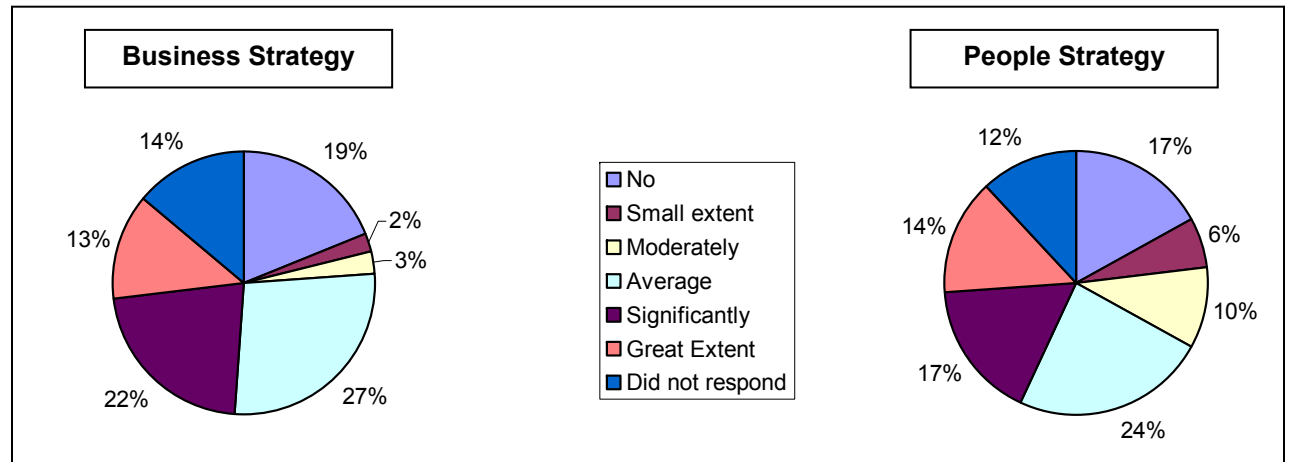 Business Strategy
People Strategy
14%
19%
2%
3%
27%
22%
13%
No
Small extent
Moderately
Average
Significantly
Great Extent
Did not respond
12%
17%
6%
10%
24%
17%
14%